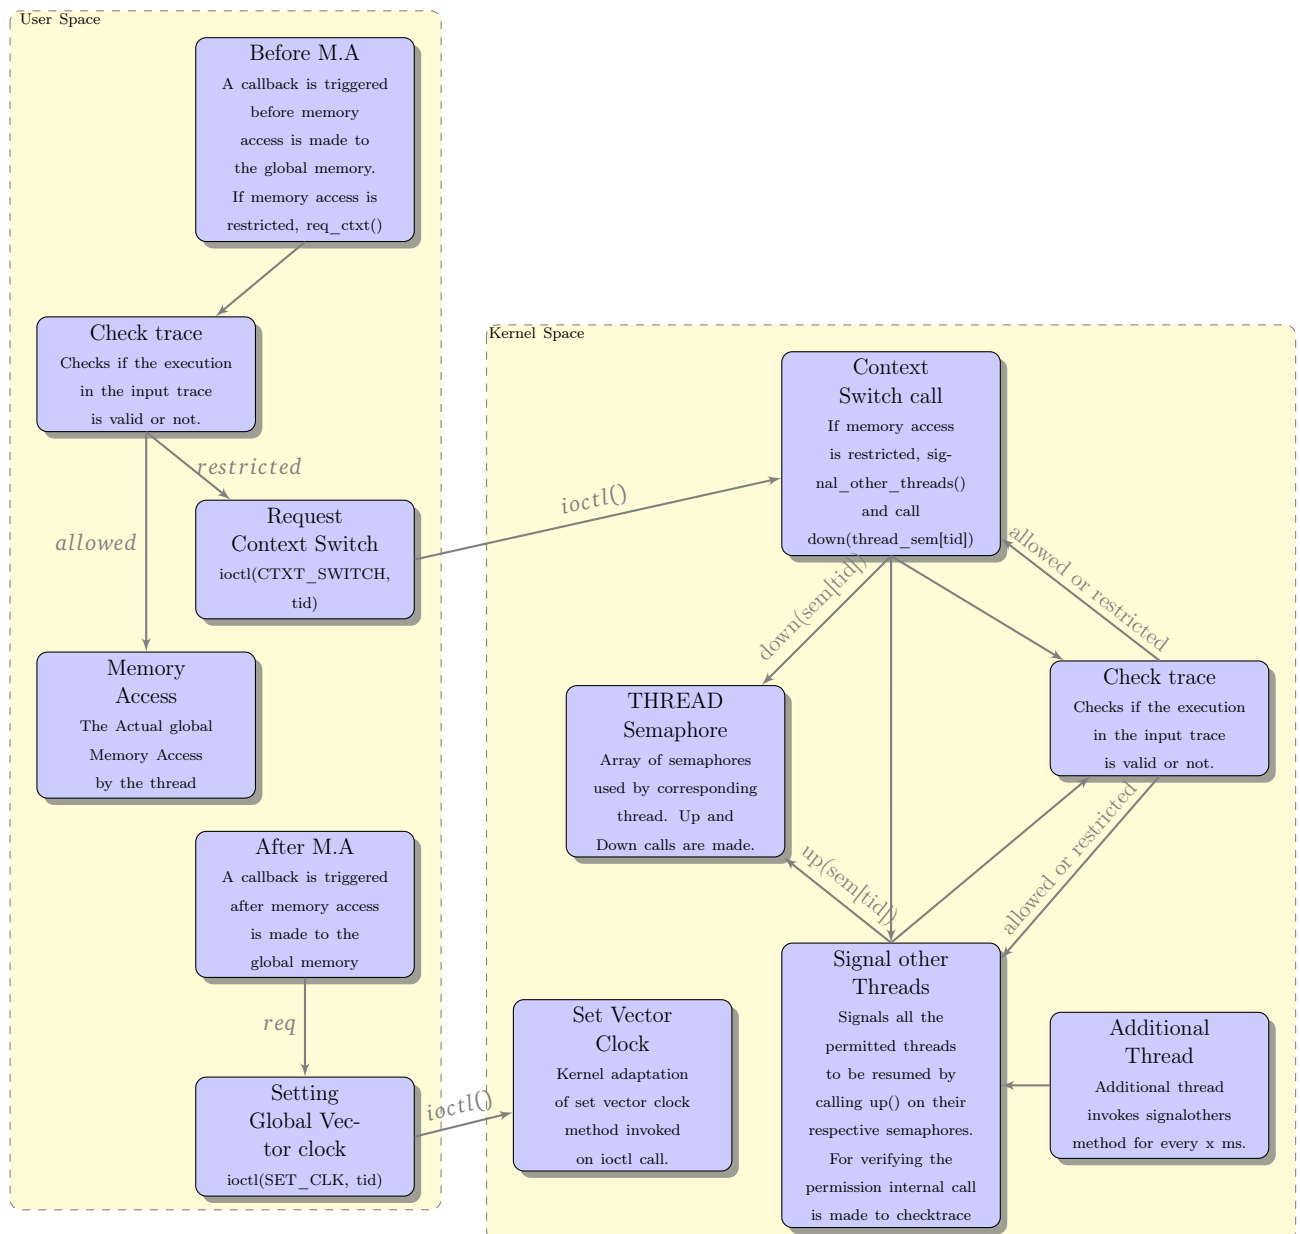 User Space
Before M.A
A callback is triggered
before memory
access is made to
the global memory.
If memory access is
restricted, req_ctxt()
Check trace
Checks if the execution
in the input trace
is valid or not.
restricted
allowed
Request
Context Switch
ioctl(CTXT_SWITCH,
tid)
Memory
Access
The Actual global
Memory Access
by the thread
After M.A
A callback is triggered
after memory access
is made to the
global memory
req
Setting
Global Vec-
tor clock
ioctl(SET_CLK, tid)
ioctl()
ioctl()
Kernel Space
Context
Switch call
If memory access
is restricted, sig-
nal_other_threads()
and call
down(thread_sem[tid])
down(sem[tid])
allowed or restricted
THREAD
Semaphore
Array of semaphores
used by corresponding
thread. Up and
Down calls are made.
Check trace
Checks if the execution
in the input trace
is valid or not.
up(sem[tid])
allowed or restricted
Set Vector
Clock
Kernel adaptation
of set vector clock
method invoked
on ioctl call.
Signal other
Threads
Signals all the
permitted threads
to be resumed by
calling up() on their
respective semaphores.
For verifying the
permission internal call
is made to checktrace
Additional
Thread
Additional thread
invokes signalothers
method for every x ms.